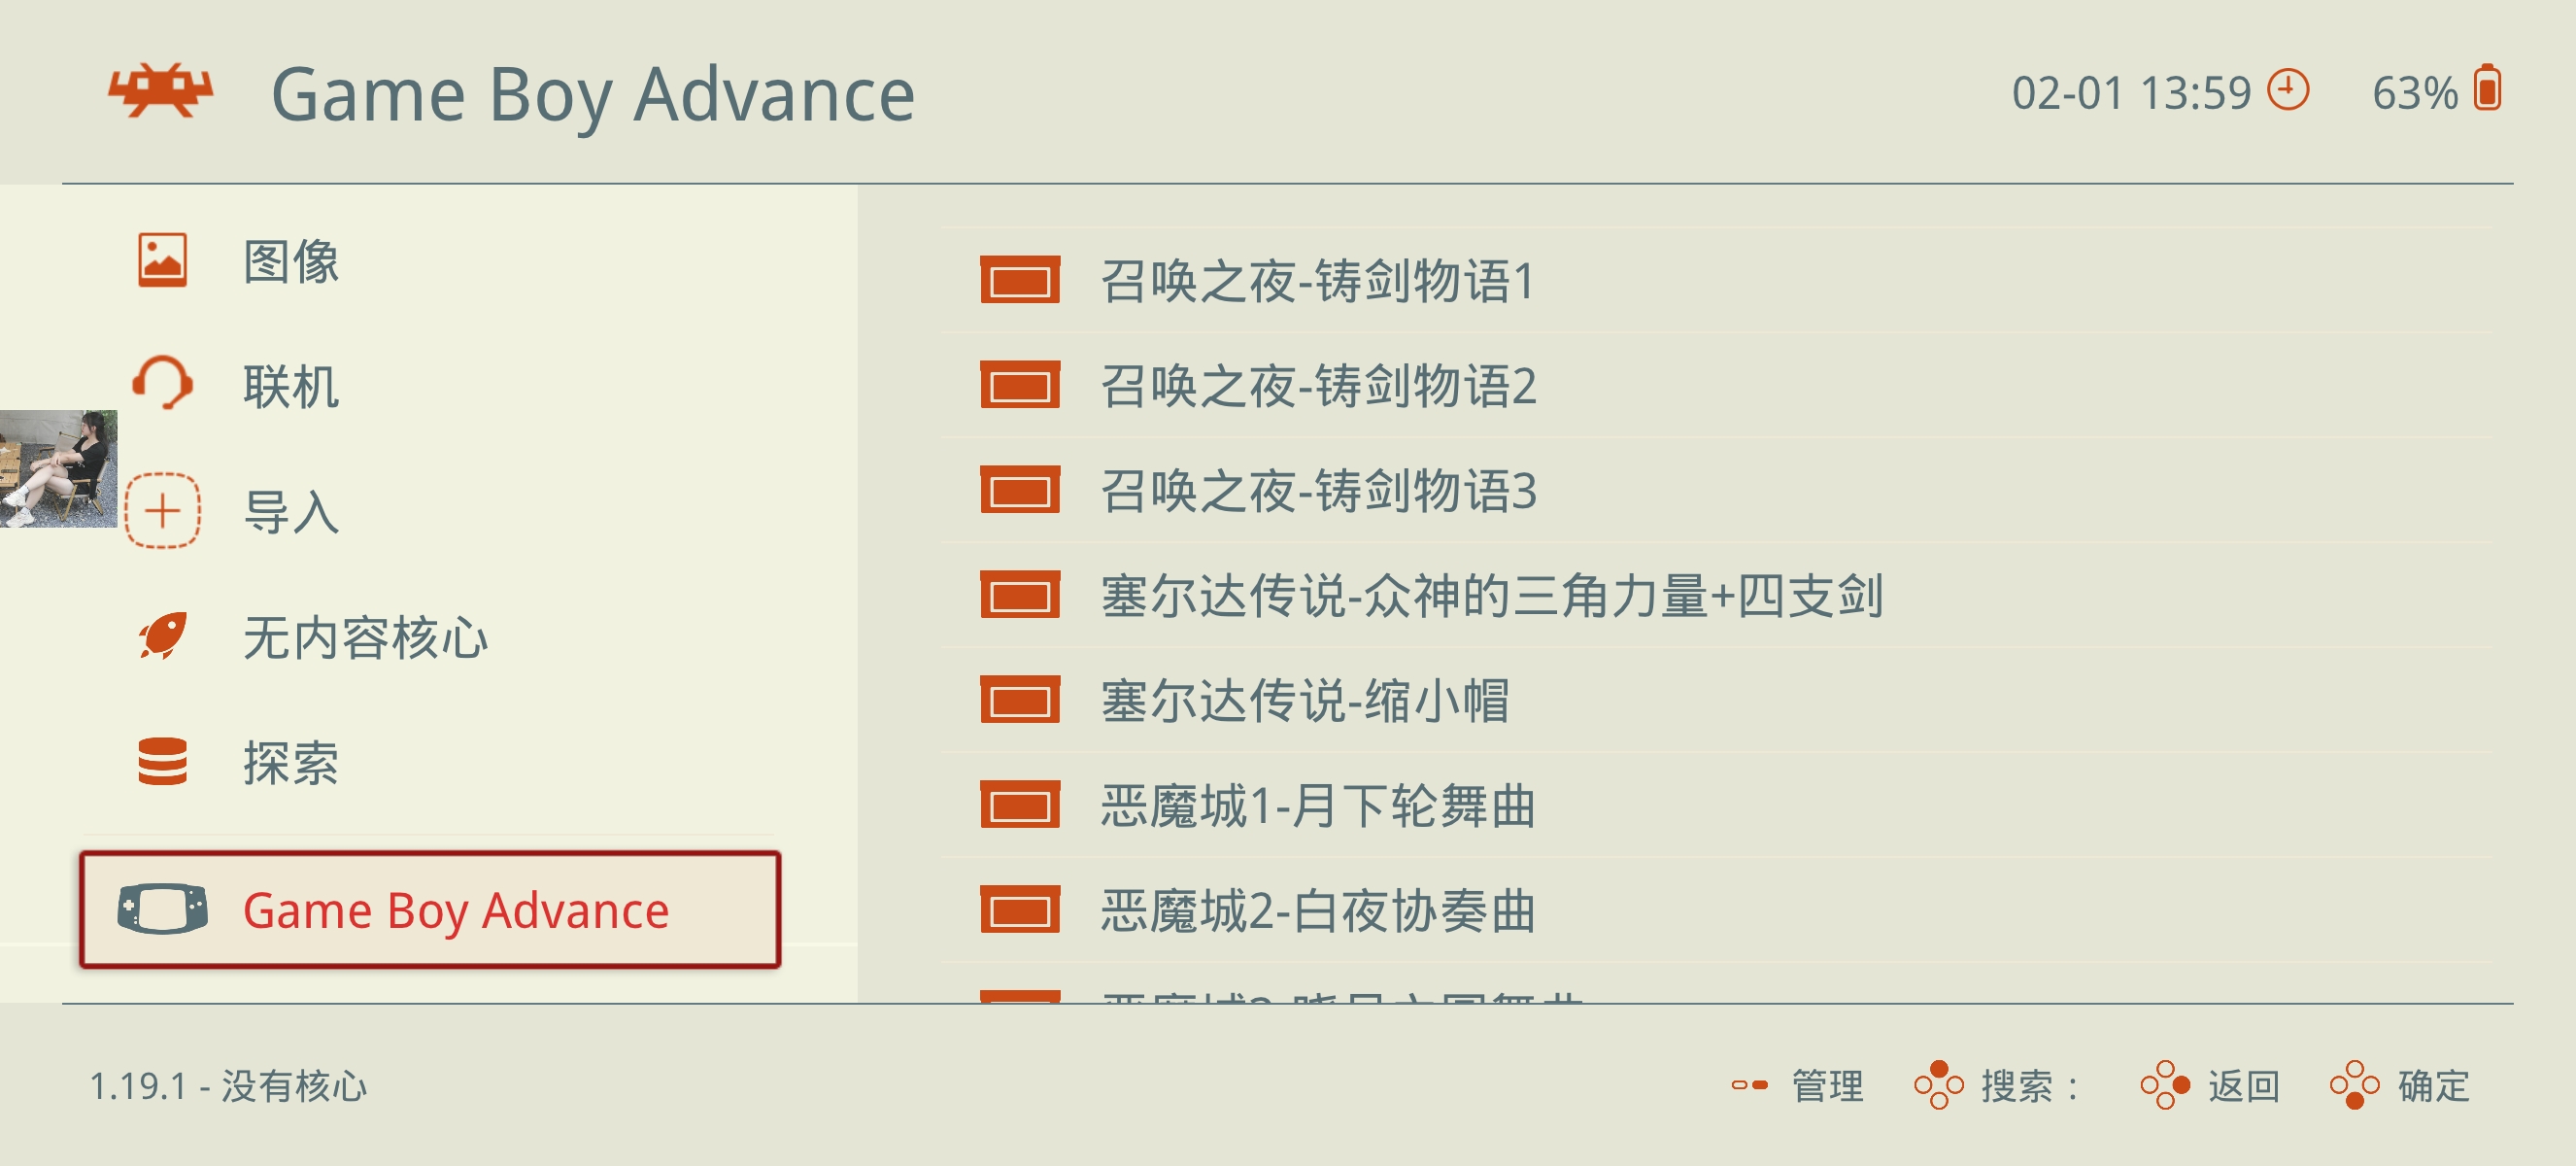 Game Boy Advance
02-01 13:59
63%
图像
联机
导入
无内容核心
探索
Game Boy Advance
召唤之夜-铸剑物语1
召唤之夜-铸剑物语2
召唤之夜-铸剑物语3
塞尔达传说-众神的三角力量+四支剑
塞尔达传说-缩小帽
恶魔城1-月下轮舞曲
恶魔城2-白夜协奏曲
1.19.1 - 没有核心
管理
搜索：
返回
确定